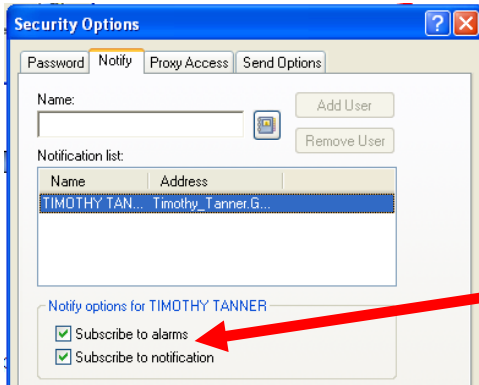 Security Options
Password Notify Proxy Access Send Options
Name:
Add User
Remove User
Notification list:
Name Address
TIMOTHY TAN... Timothy_Tanner.G...
Notify options for TIMOTHY TANNER
Subscribe to alarms
Subscribe to notification